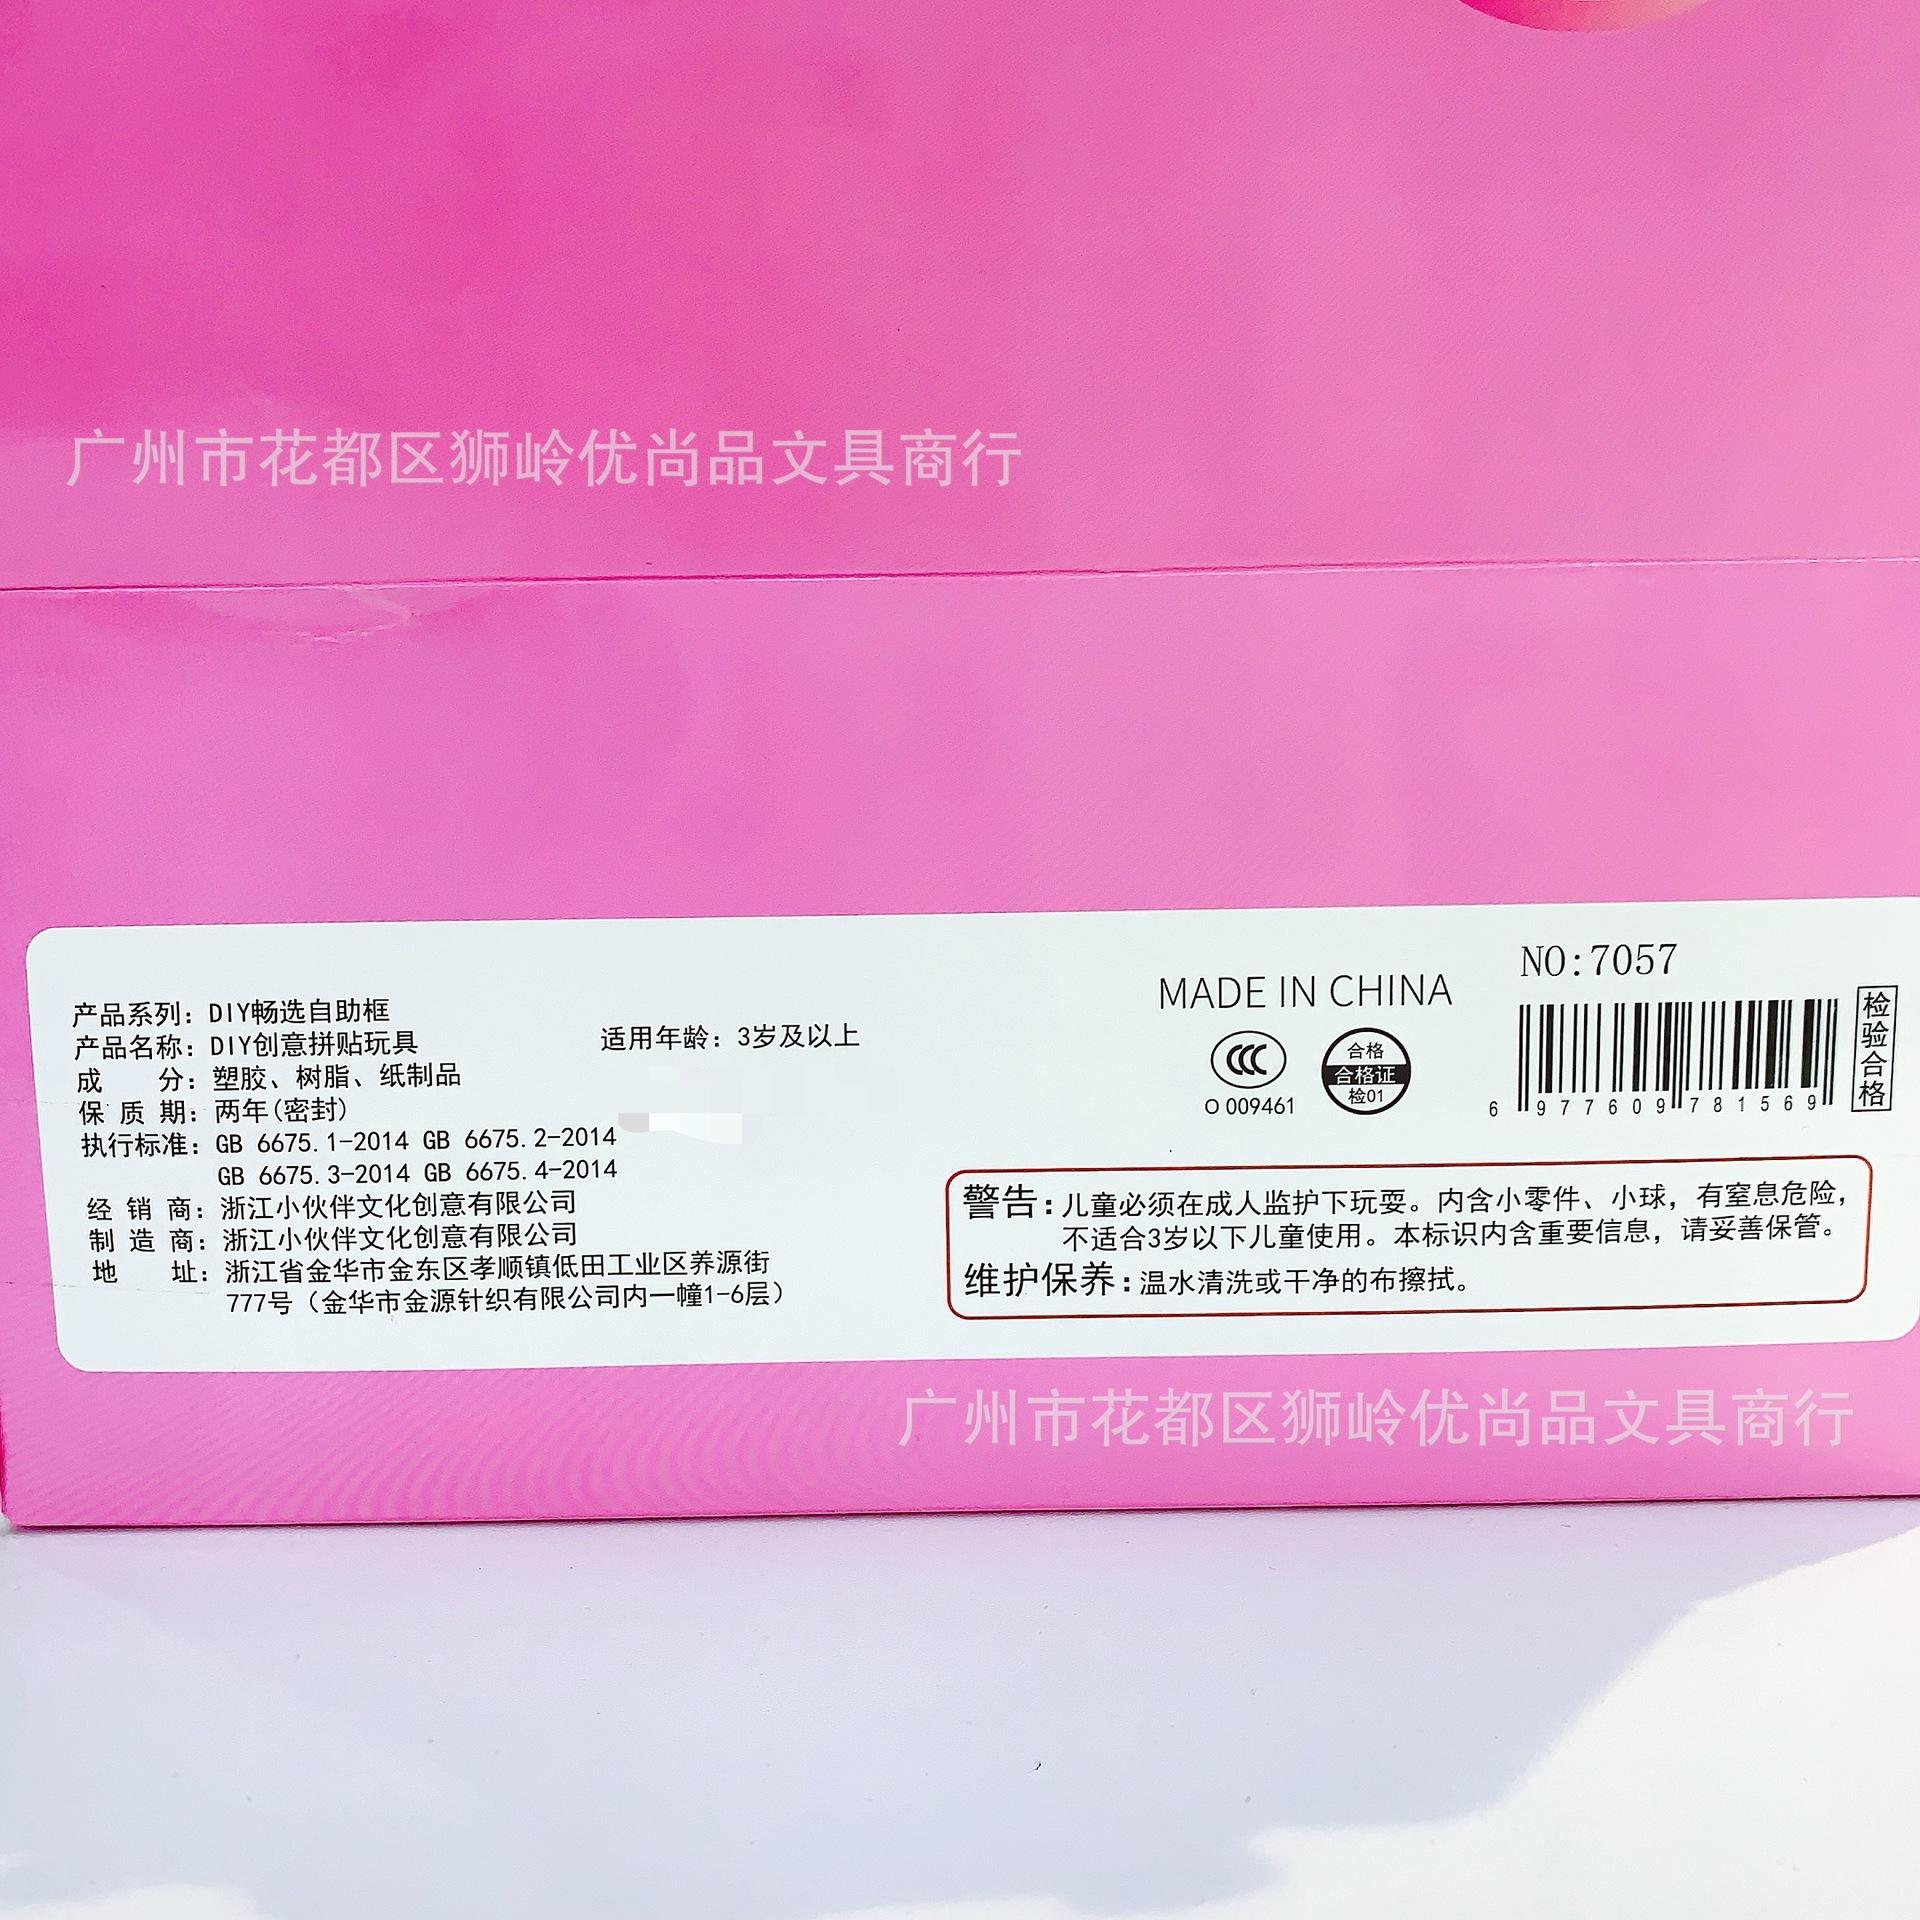 广州市花都区狮岭优尚品文具商行
产品系列：DIY畅选自助框
产品名称：DIY创意拼贴玩具
适用年龄：3岁及以上
成 分：塑胶、树脂、纸制品
保 质 期：两年(密封)
执行标准：GB 6675.1-2014 GB 6675.2-2014
GB 6675.3-2014 GB 6675.4-2014
经 销 商：浙江小伙伴文化创意有限公司
制 造 商：浙江小伙伴文化创意有限公司
地 址：浙江省金华市金东区孝顺镇低田工业区养源街
777号（金华市金源针织有限公司内一幢1-6层）
MADE IN CHINA
CCC
O 009461
合格
合格证
检01
NO:7057
6 977609 781569
检验合格
警告：儿童必须在成人监护下玩耍。内含小零件、小球，有窒息危险，
不适合3岁以下儿童使用。本标识内含重要信息，请妥善保管。
维护保养：温水清洗或干净的布擦拭。
广州市花都区狮岭优尚品文具商行